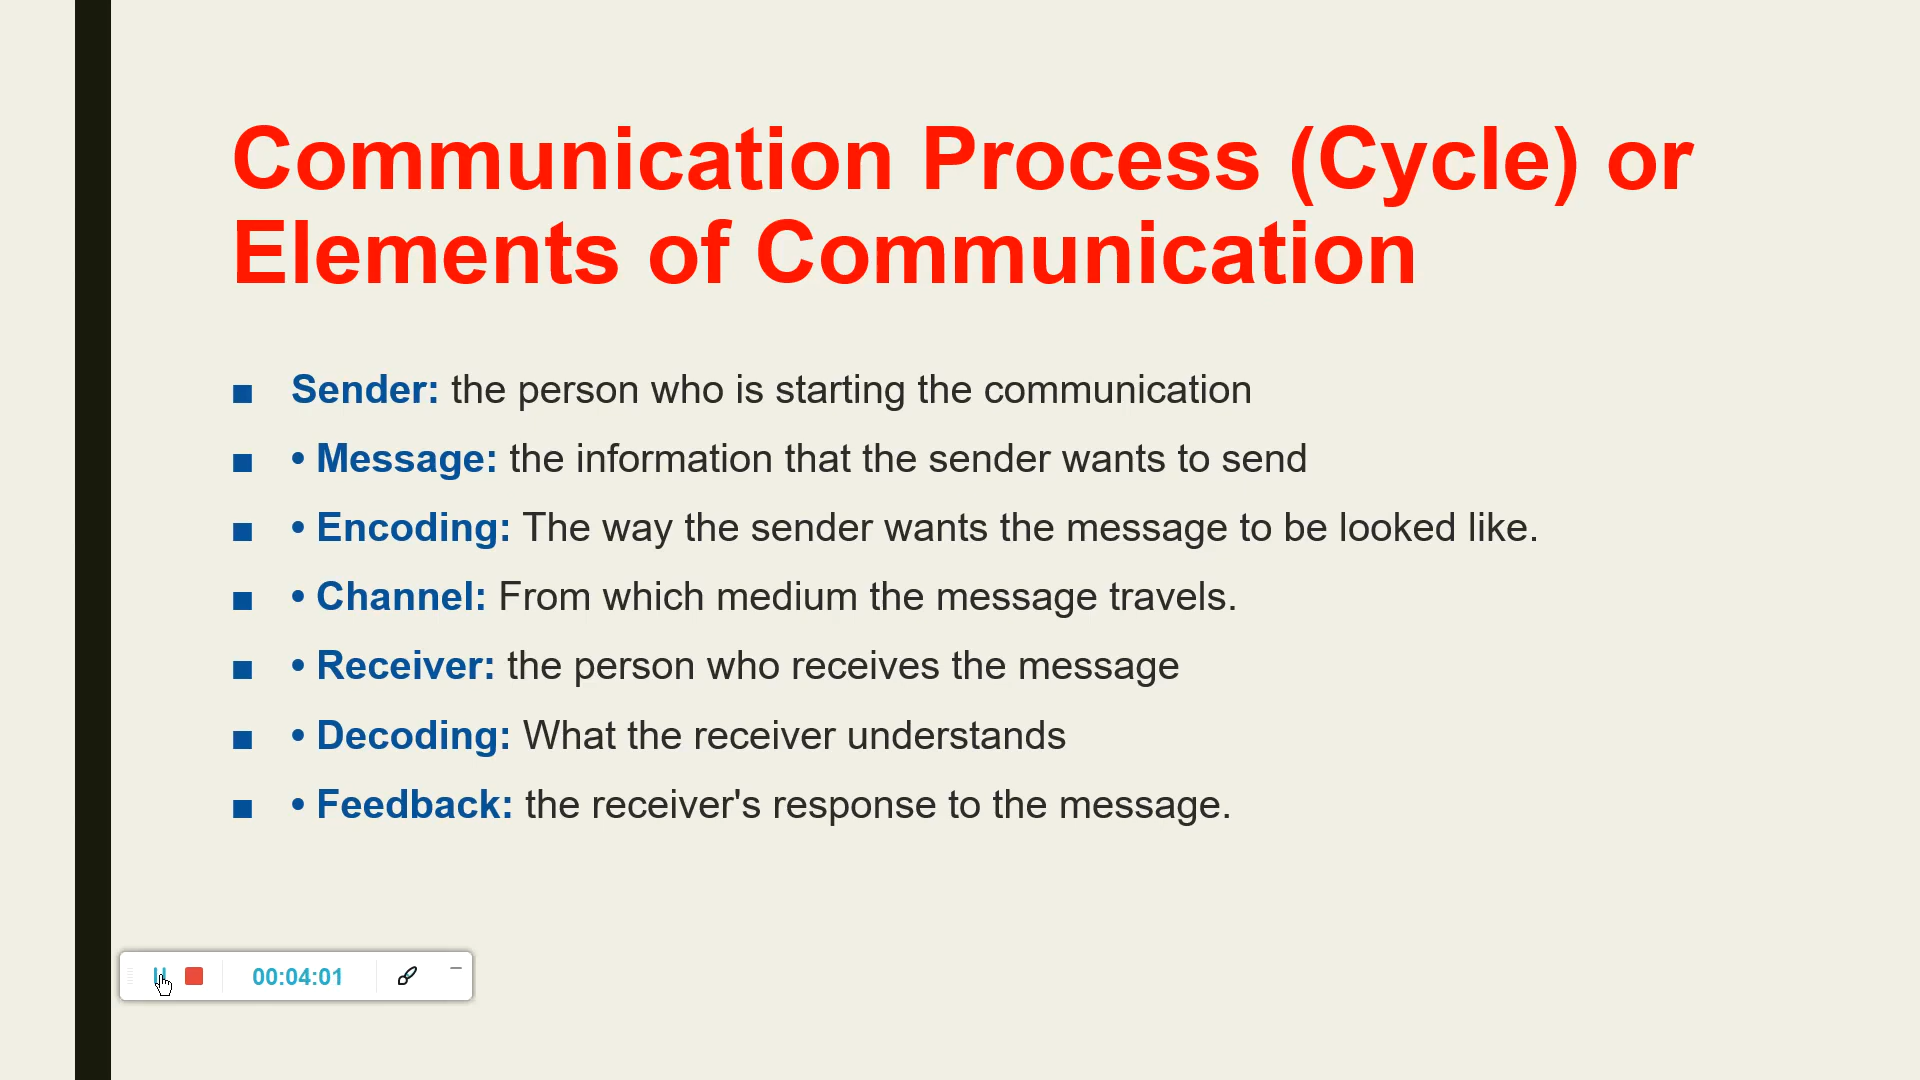 Communication Process (Cycle) or
Elements of Communication
■ Sender: the person who is starting the communication
■ • Message: the information that the sender wants to send
■ • Encoding: The way the sender wants the message to be looked like.
■ • Channel: From which medium the message travels.
■ • Receiver: the person who receives the message
■ • Decoding: What the receiver understands
■ • Feedback: the receiver's response to the message.
00:04:01